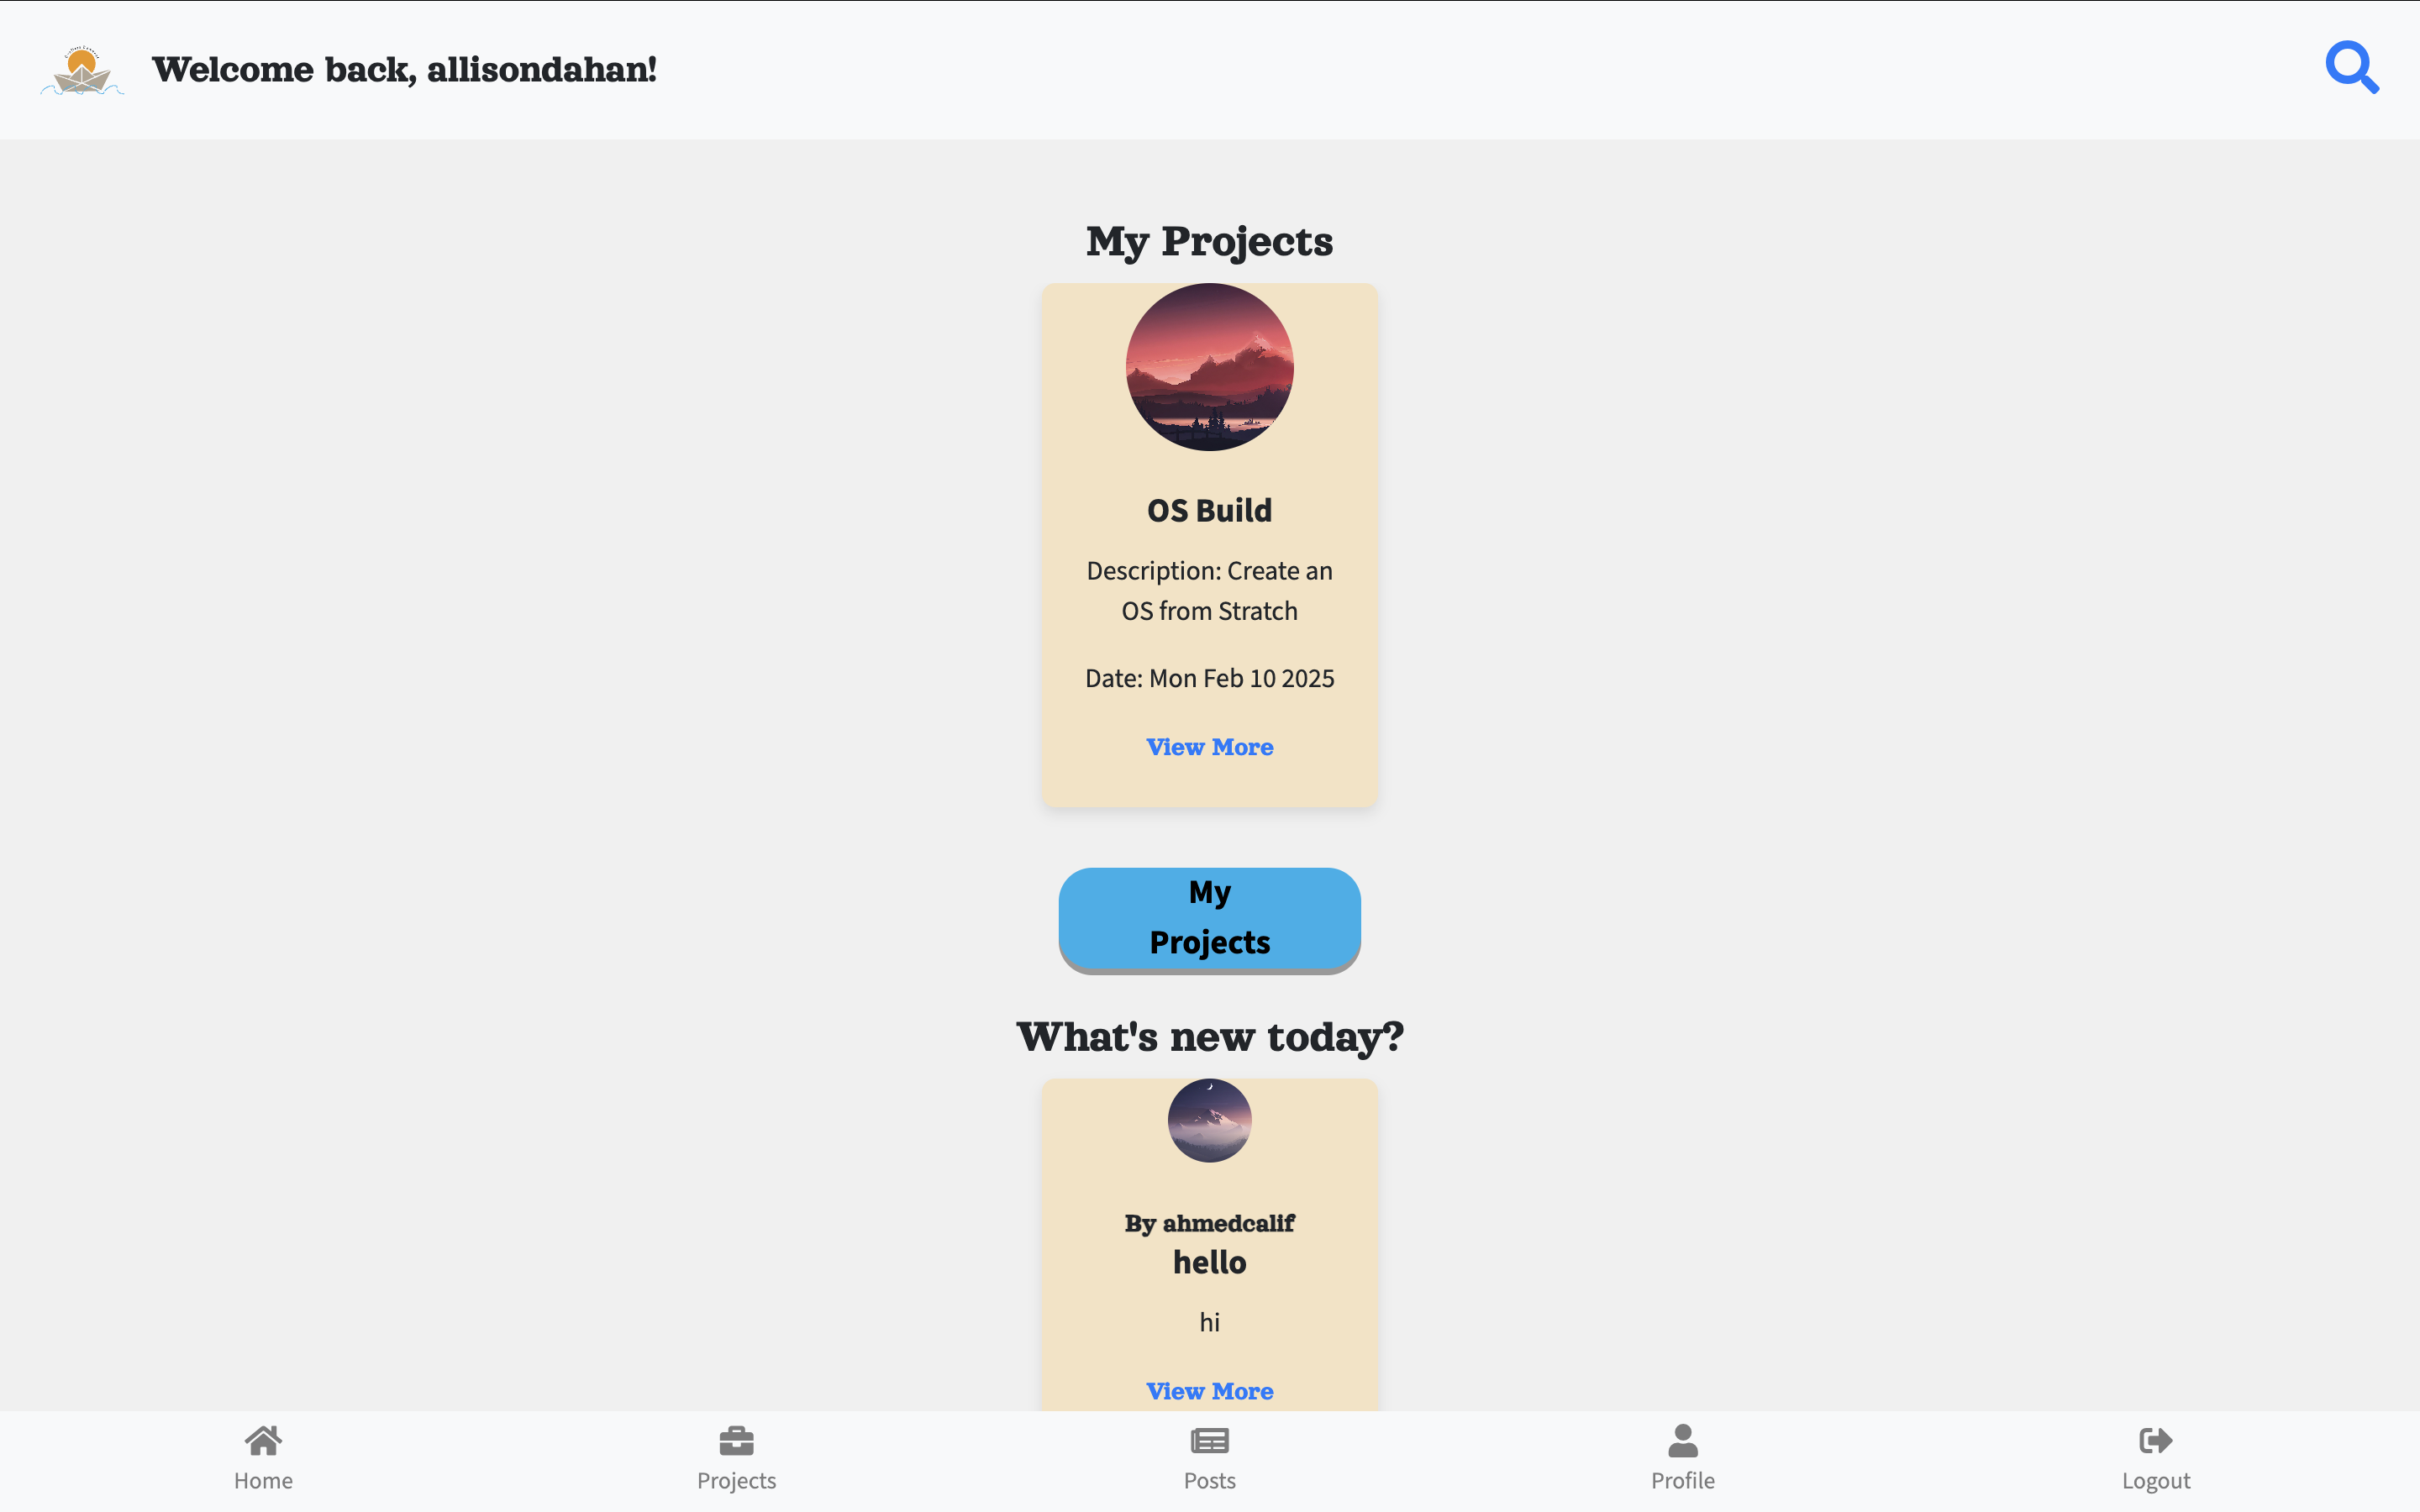 Welcome back, allisondahan!
My Projects
OS Build
Description: Create an
OS from Stratch
Date: Mon Feb 10 2025
View More
My
Projects
What's new today?
By ahmedcalif
hello
hi
View More
Home
Projects
Posts
Profile
Logout